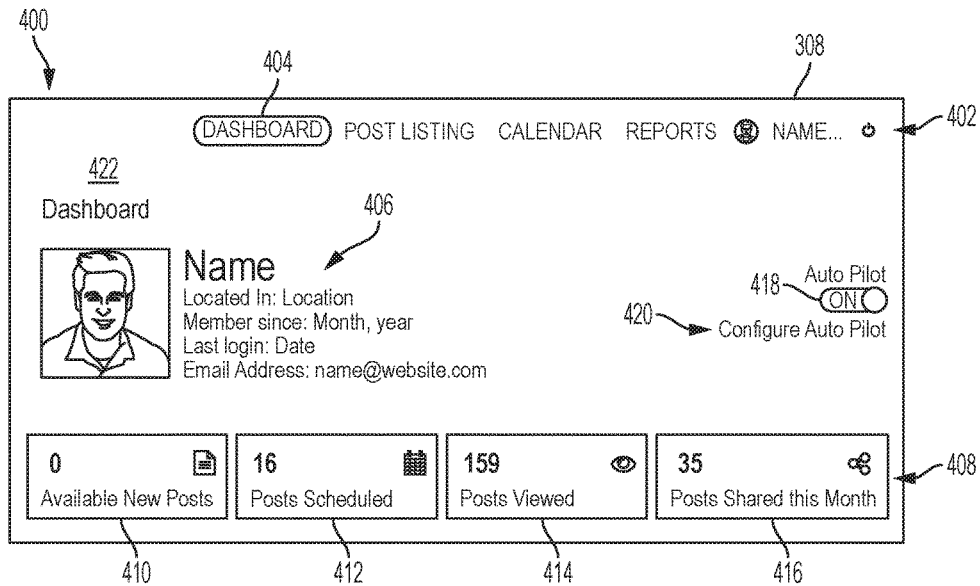 400
404
308
DASHBOARD POST LISTING CALENDAR REPORTS NAME...
402
422
Dashboard
406
Name
Located In: Location
Member since: Month, year
Last login: Date
Email Address: name@website.com
Auto Pilot
418
ON
420
Configure Auto Pilot
0
Available New Posts
16
Posts Scheduled
159
Posts Viewed
35
Posts Shared this Month
408
410
412
414
416